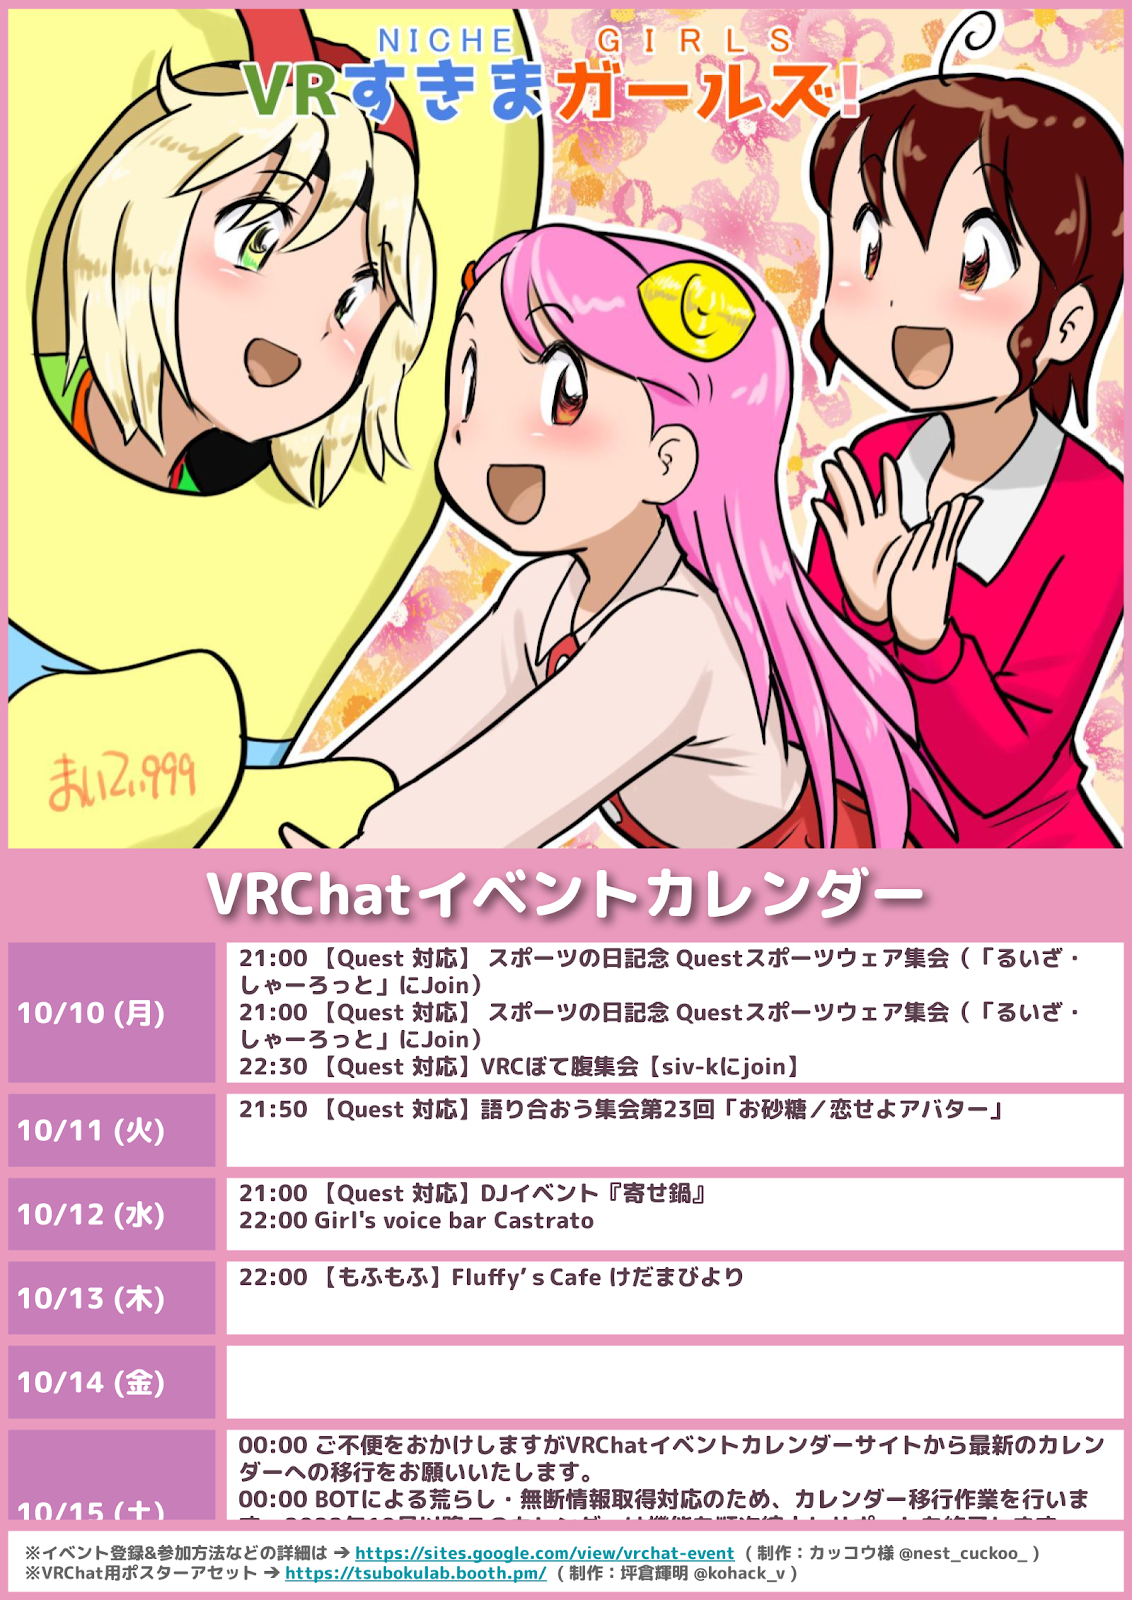 NICHE GIRLS
VRすきまガールズ!
まいてぃ999
VRChatイベントカレンダー
10/10 (月)
21:00 【Quest 対応】 スポーツの日記念 Questスポーツウェア集会（「るいざ・
しゃーろっと」にJoin）
21:00 【Quest 対応】 スポーツの日記念 Questスポーツウェア集会（「るいざ・
しゃーろっと」にJoin）
22:30 【Quest 対応】VRCぽて腹集会【siv-kにjoin】
10/11 (火)
21:50 【Quest 対応】語り合おう集会第23回「お砂糖／恋せよアバター」
10/12 (水)
21:00 【Quest 対応】DJイベント『寄せ鍋』
22:00 Girl's voice bar Castrato
10/13 (木)
22:00 【もふもふ】Fluffy’s Cafe けだまびより
10/14 (金)
10/15 (土)
00:00 ご不便をおかけしますがVRChatイベントカレンダーサイトから最新のカレン
ダーへの移行をお願いいたします。
00:00 BOTによる荒らし・無断情報取得対応のため、カレンダー移行作業を行いま
※イベント登録&参加方法などの詳細は → https://sites.google.com/view/vrchat-event （制作：カッコウ様 @nest_cuckoo_）
※VRChat用ポスターアセット → https://tsubokulab.booth.pm/ （制作：坪倉輝明 @kohack_v）